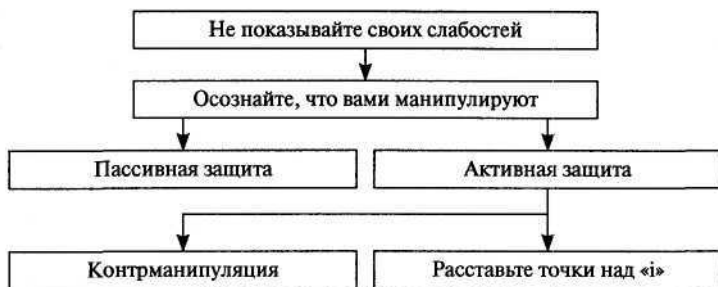 Не показывайте своих слабостей
Осознайте, что вами манипулируют
Пассивная защита
Активная защита
Контрманипуляция
Расставьте точки над «i»